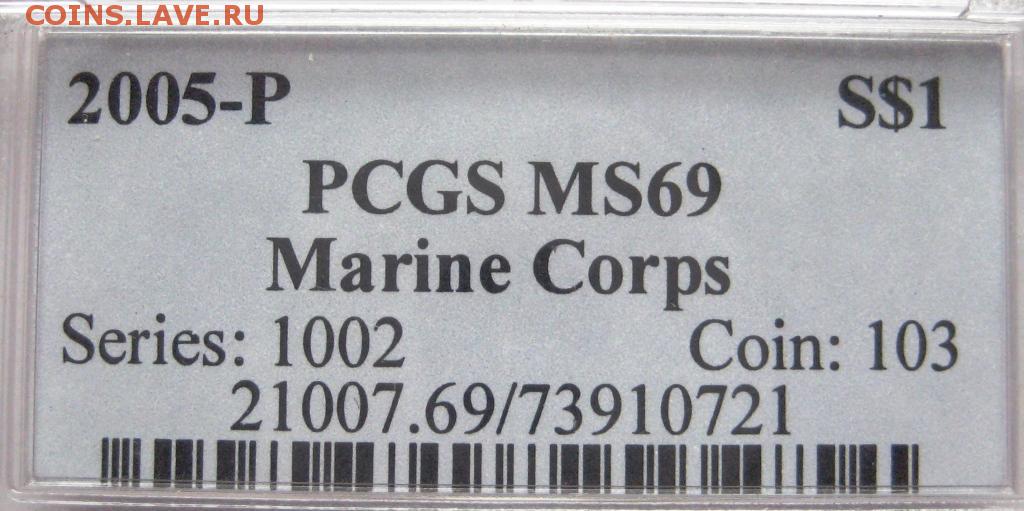 COINS.LAVE.RU
2005-P S$1
PCGS MS69
Marine Corps
Series: 1002 Coin: 103
21007.69/73910721